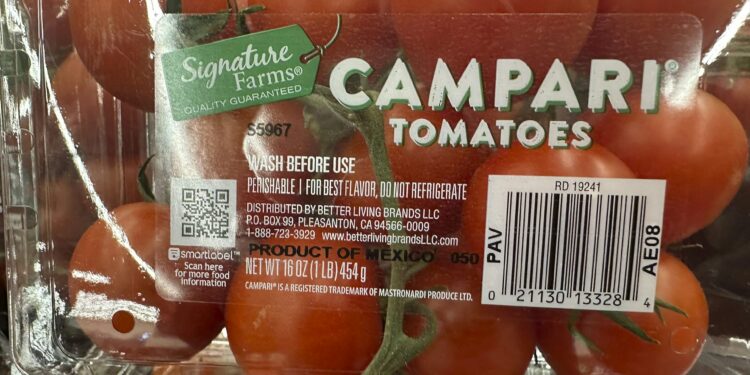 Signature
Farms®
QUALITY GUARANTEED
CAMPARI®
TOMATOES
S5967
WASH BEFORE USE
PERISHABLE | FOR BEST FLAVOR, DO NOT REFRIGERATE
DISTRIBUTED BY BETTER LIVING BRANDS LLC
P.O. BOX 99, PLEASANTON, CA 94566-0009
1-888-723-3929 www.betterlivingbrandsLLC.com
PRODUCT OF MEXICO 050
NET WT 16 OZ (1 LB) 454 g
CAMPARI® IS A REGISTERED TRADEMARK OF MASTRONARDI PRODUCE LTD.
smartlabel™
Scan here
for more food
information
RD 19241
PAV
AE08
0 21130 13328 4